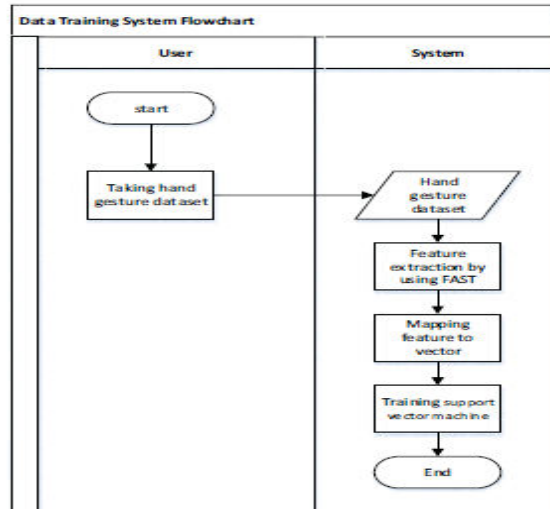 Data Training System Flowchart
User
System
start
Taking hand
gesture dataset
Hand
gesture
dataset
Feature
extraction by
using FAST
Mapping
feature to
vector
Training support
vector machine
End